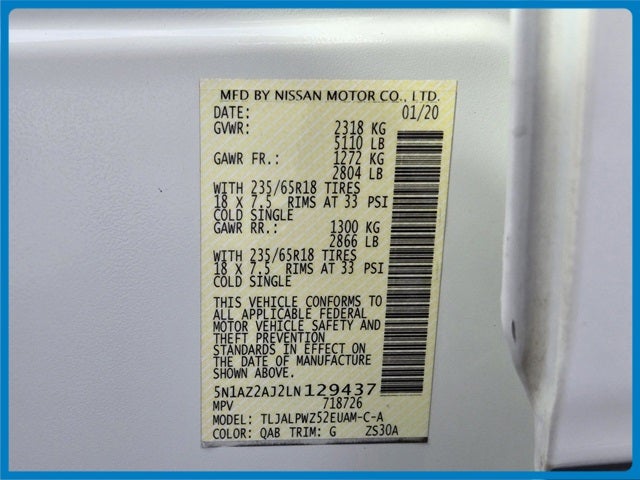 MFD BY NISSAN MOTOR CO., LTD.
DATE: 01/20
GVWR: 2318 KG
5110 LB
GAWR FR.: 1272 KG
2804 LB
WITH 235/65R18 TIRES
18 X 7.5 RIMS AT 33 PSI
COLD SINGLE
GAWR RR.: 1300 KG
2866 LB
WITH 235/65R18 TIRES
18 X 7.5 RIMS AT 33 PSI
COLD SINGLE
THIS VEHICLE CONFORMS TO
ALL APPLICABLE FEDERAL
MOTOR VEHICLE SAFETY AND
THEFT PREVENTION
STANDARDS IN EFFECT ON
THE DATE OF MANUFACTURE
SHOWN ABOVE.
5N1AZ2AJ2LN129437
MPV 718726
MODEL: TLJALPWZ52EUAM-C-A
COLOR: QAB TRIM: G ZS30A